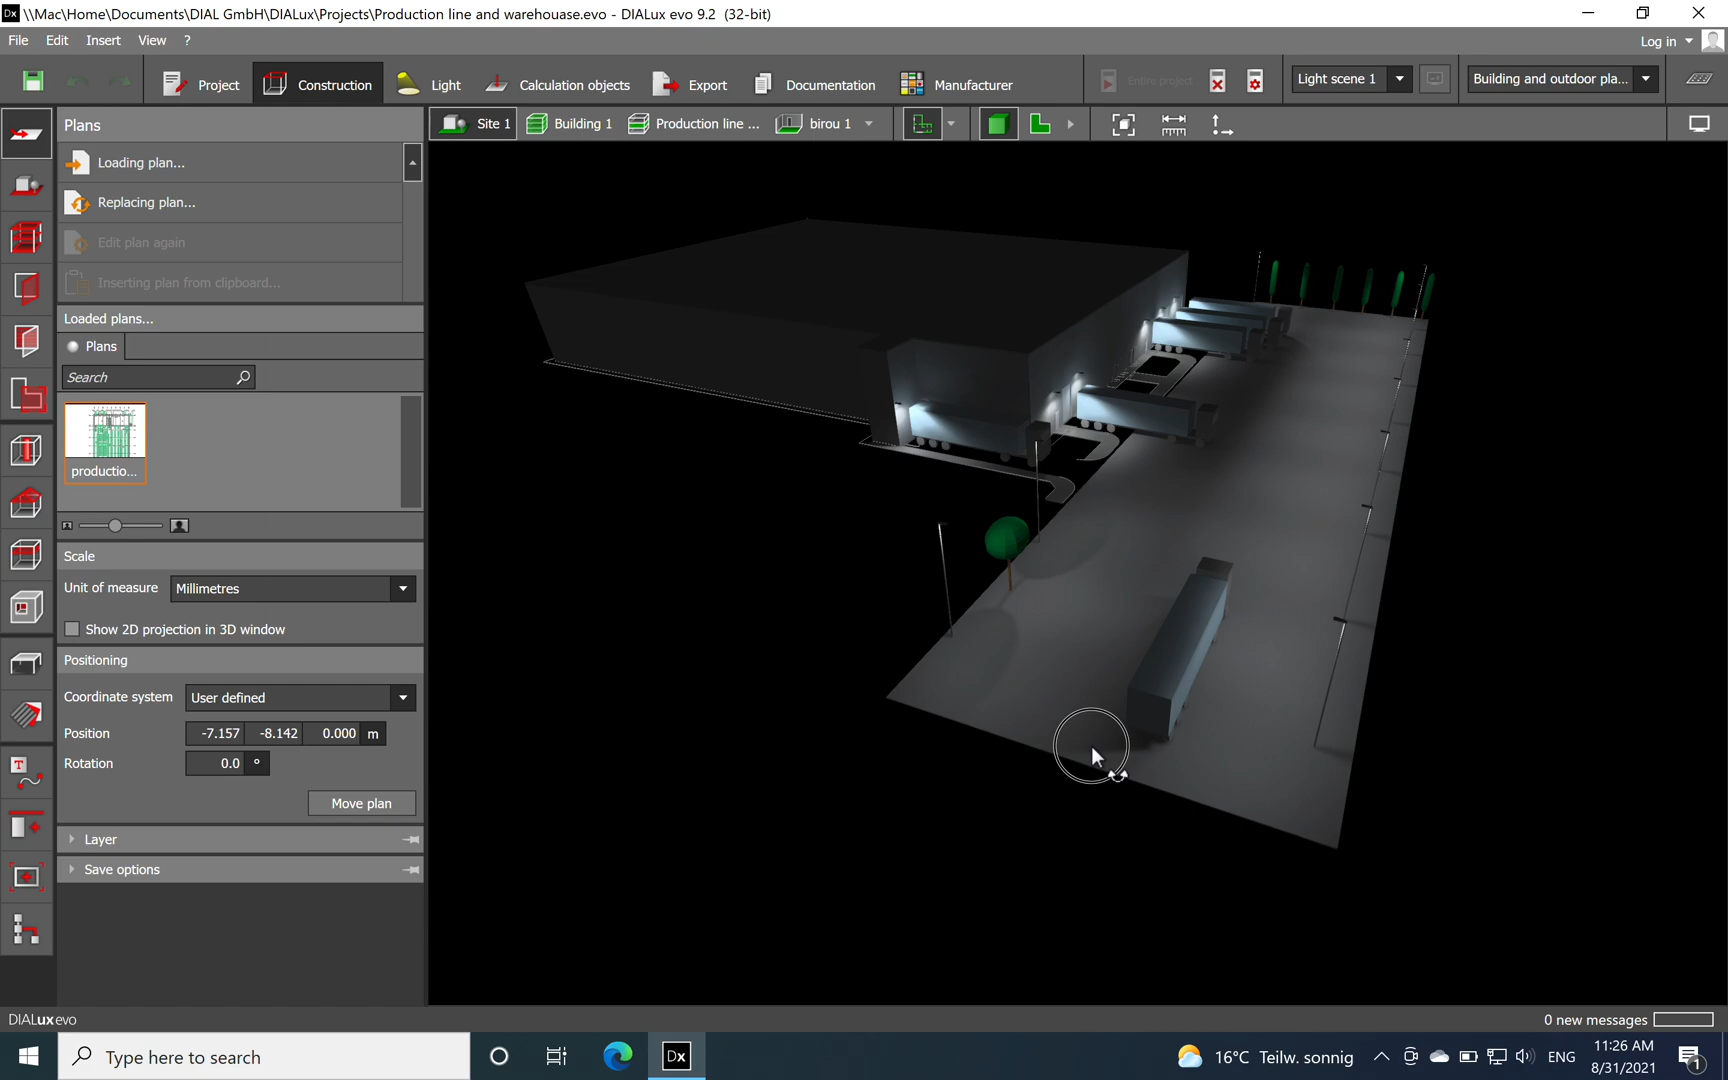 Dx \\Mac\Home\Documents\DIAL GmbH\DIALux\Projects\Production line and warehouase.evo - DIALux evo 9.2 (32-bit)
File Edit Insert View ? Log in
Project Construction Light Calculation objects Export Documentation Manufacturer Entire project Light scene 1 Building and outdoor pla...
Plans Site 1 Building 1 Production line ... birou 1
Loading plan...
Replacing plan...
Edit plan again
Inserting plan from clipboard...
Loaded plans...
Plans
Search
productio...
Scale
Unit of measure Millimetres
Show 2D projection in 3D window
Positioning
Coordinate system User defined
Position -7.157 -8.142 0.000 m
Rotation 0.0 °
Move plan
Layer
Save options
DIALux evo 0 new messages
Type here to search Dx 16°C Teilw. sonnig ENG 11:26 AM
8/31/2021 1